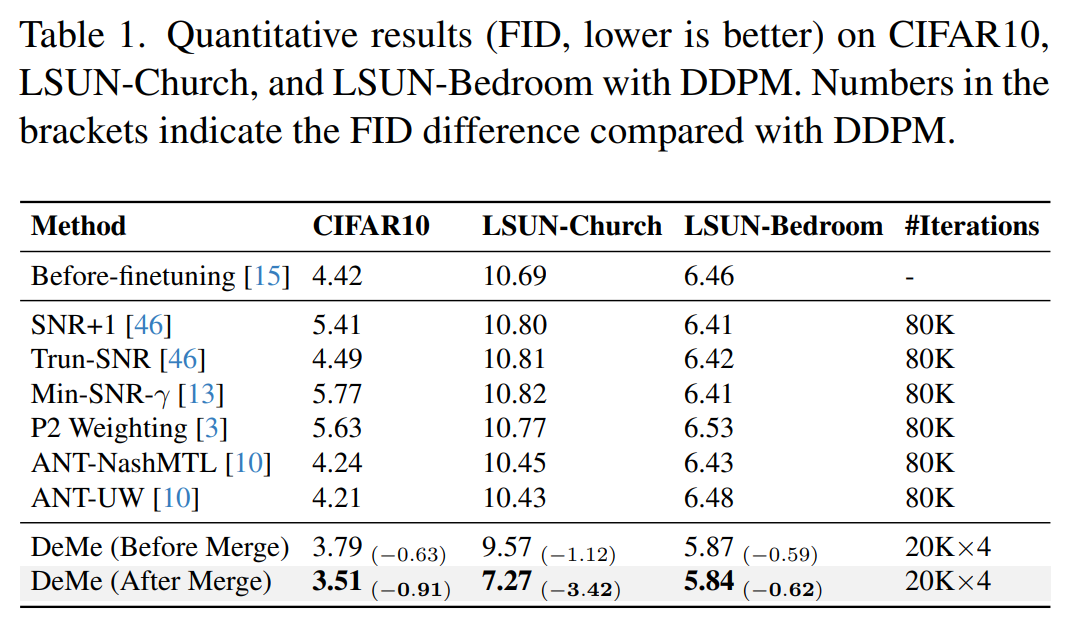 Table 1. Quantitative results (FID, lower is better) on CIFAR10,
LSUN-Church, and LSUN-Bedroom with DDPM. Numbers in the
brackets indicate the FID difference compared with DDPM.
Method CIFAR10 LSUN-Church LSUN-Bedroom #Iterations
Before-finetuning [15] 4.42 10.69 6.46 -
SNR+1 [46] 5.41 10.80 6.41 80K
Trun-SNR [46] 4.49 10.81 6.42 80K
Min-SNR-γ [13] 5.77 10.82 6.41 80K
P2 Weighting [3] 5.63 10.77 6.53 80K
ANT-NashMTL [10] 4.24 10.45 6.43 80K
ANT-UW [10] 4.21 10.43 6.48 80K
DeMe (Before Merge) 3.79 (−0.63) 9.57 (−1.12) 5.87 (−0.59) 20K×4
DeMe (After Merge) 3.51 (−0.91) 7.27 (−3.42) 5.84 (−0.62) 20K×4